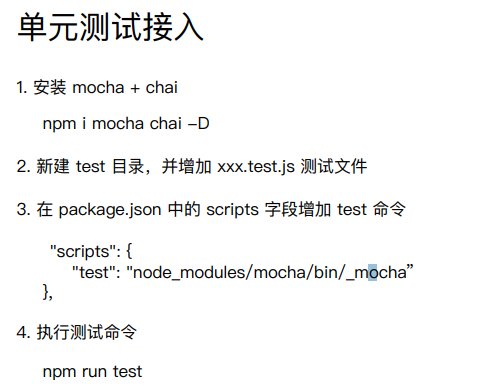 单元测试接入
1. 安装 mocha + chai
npm i mocha chai -D
2. 新建 test 目录，并增加 xxx.test.js 测试文件
3. 在 package.json 中的 scripts 字段增加 test 命令
"scripts": {
"test": "node_modules/mocha/bin/_mocha”
},
4. 执行测试命令
npm run test